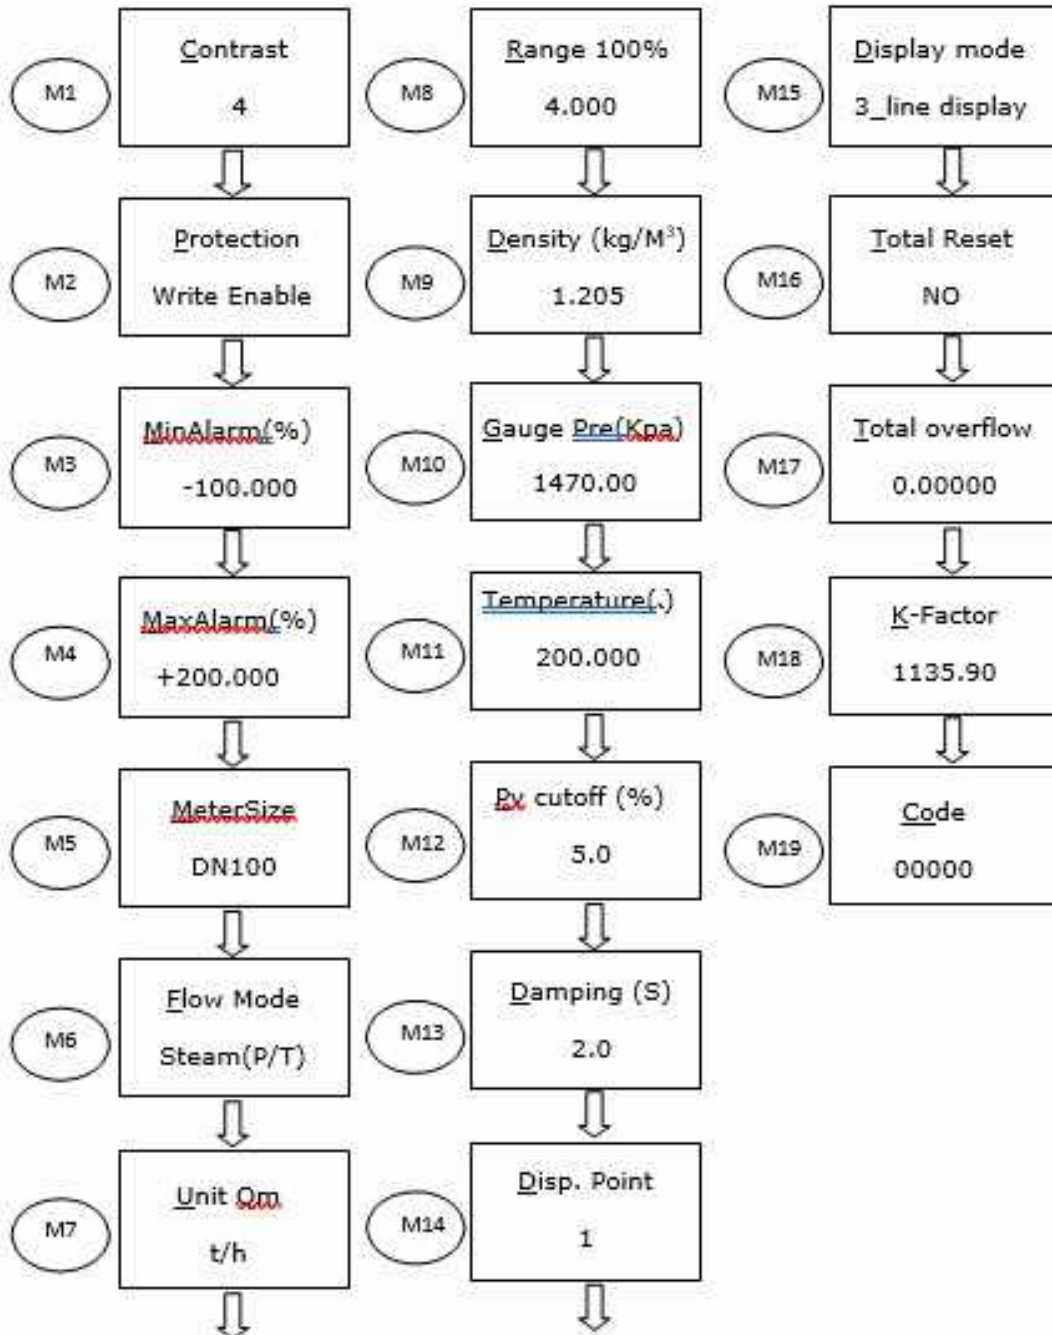 M1
Contrast
4
M2
Protection
Write Enable
M3
MinAlarm(%)
-100.000
M4
MaxAlarm(%)
+200.000
M5
MeterSize
DN100
M6
Flow Mode
Steam(P/T)
M7
Unit Qm
t/h
M8
Range 100%
4.000
M9
Density (kg/M³)
1.205
M10
Gauge Pre(Kpa)
1470.00
M11
Temperature(.)
200.000
M12
Pv cutoff (%)
5.0
M13
Damping (S)
2.0
M14
Disp. Point
1
M15
Display mode
3_line display
M16
Total Reset
NO
M17
Total overflow
0.00000
M18
K-Factor
1135.90
M19
Code
00000